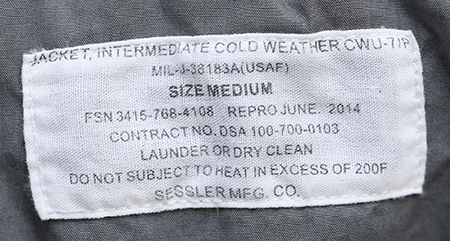 JACKET, INTERMEDIATE COLD WEATHER CWU-7/P
MIL-J-38183A(USAF)
SIZE MEDIUM
FSN 3415-768-4108 REPRO JUNE. 2014
CONTRACT NO. DSA 100-700-0103
LAUNDER OR DRY CLEAN
DO NOT SUBJECT TO HEAT IN EXCESS OF 200F
SESSLER MFG. CO.